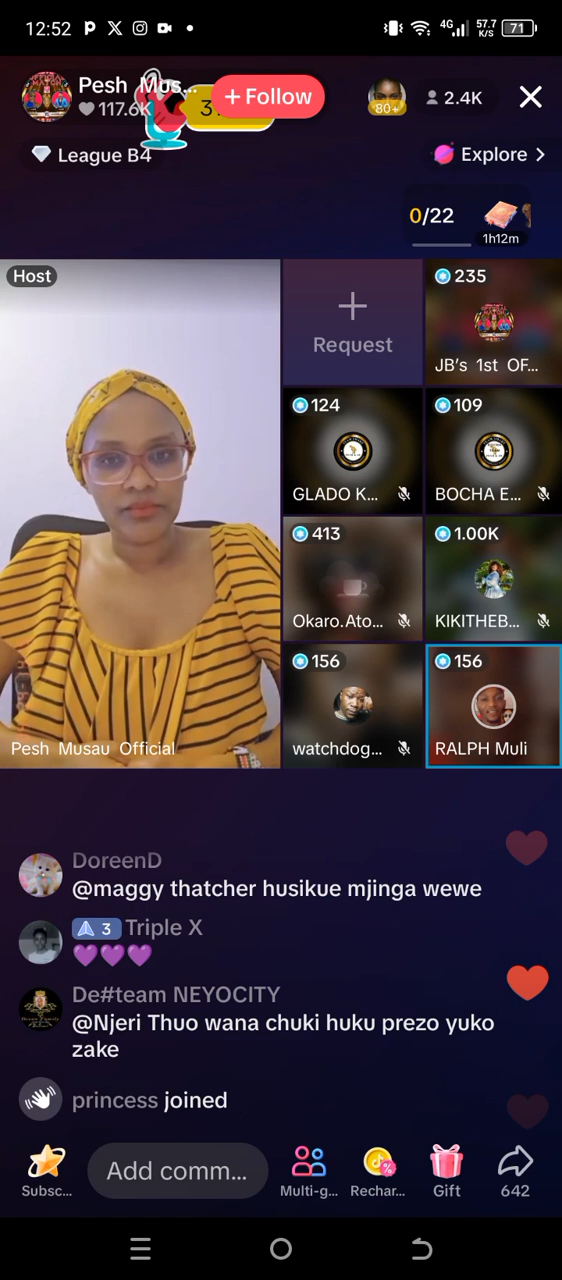 12:52
4G
57.7
K/S
71
Pesh Mus...
117.6K
+ Follow
80+
2.4K
League B4
Explore
0/22
1h12m
Host
Request
235
JB's 1st OF...
124
GLADO K...
109
BOCHA E...
413
Okaro.Ato...
1.00K
KIKITHEB...
156
watchdog...
156
RALPH Muli
Pesh Musau Official
DoreenD
@maggy thatcher husikue mjinga wewe
3 Triple X
💜💜💜
De#team NEYOCITY
@Njeri Thuo wana chuki huku prezo yuko
zake
princess joined
Subsc...
Add comm...
Multi-g...
Rechar...
Gift
642